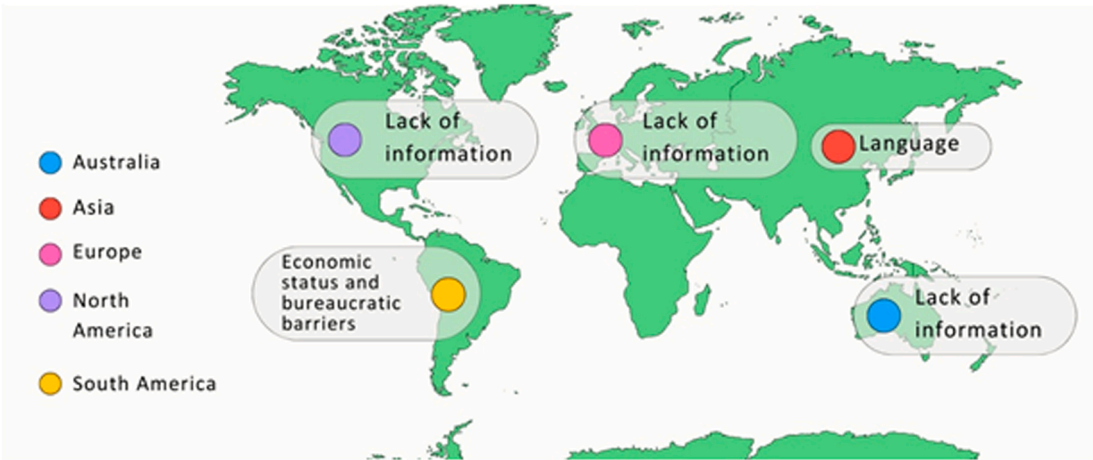 Australia
Asia
Europe
North
America
South America
Lack of
information
Lack of
information
Language
Economic
status and
bureaucratic
barriers
Lack of
information